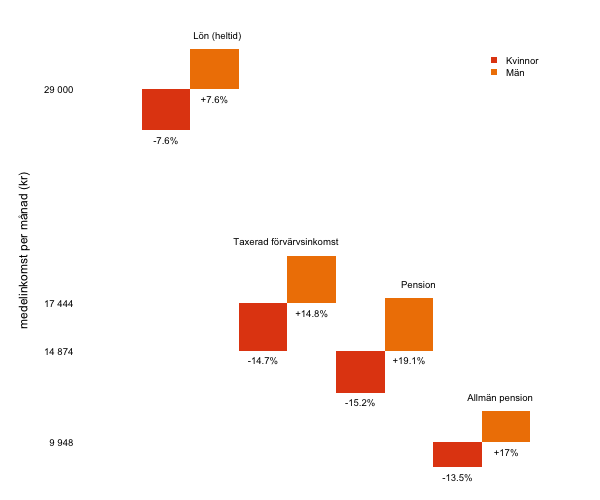 Lön (heltid)
Kvinnor
Män
29 000
+7.6%
-7.6%
medelinkomst per månad (kr)
Taxerad förvärvsinkomst
Pension
17 444
+14.8%
14 874
-14.7%
+19.1%
-15.2%
Allmän pension
9 948
+17%
-13.5%